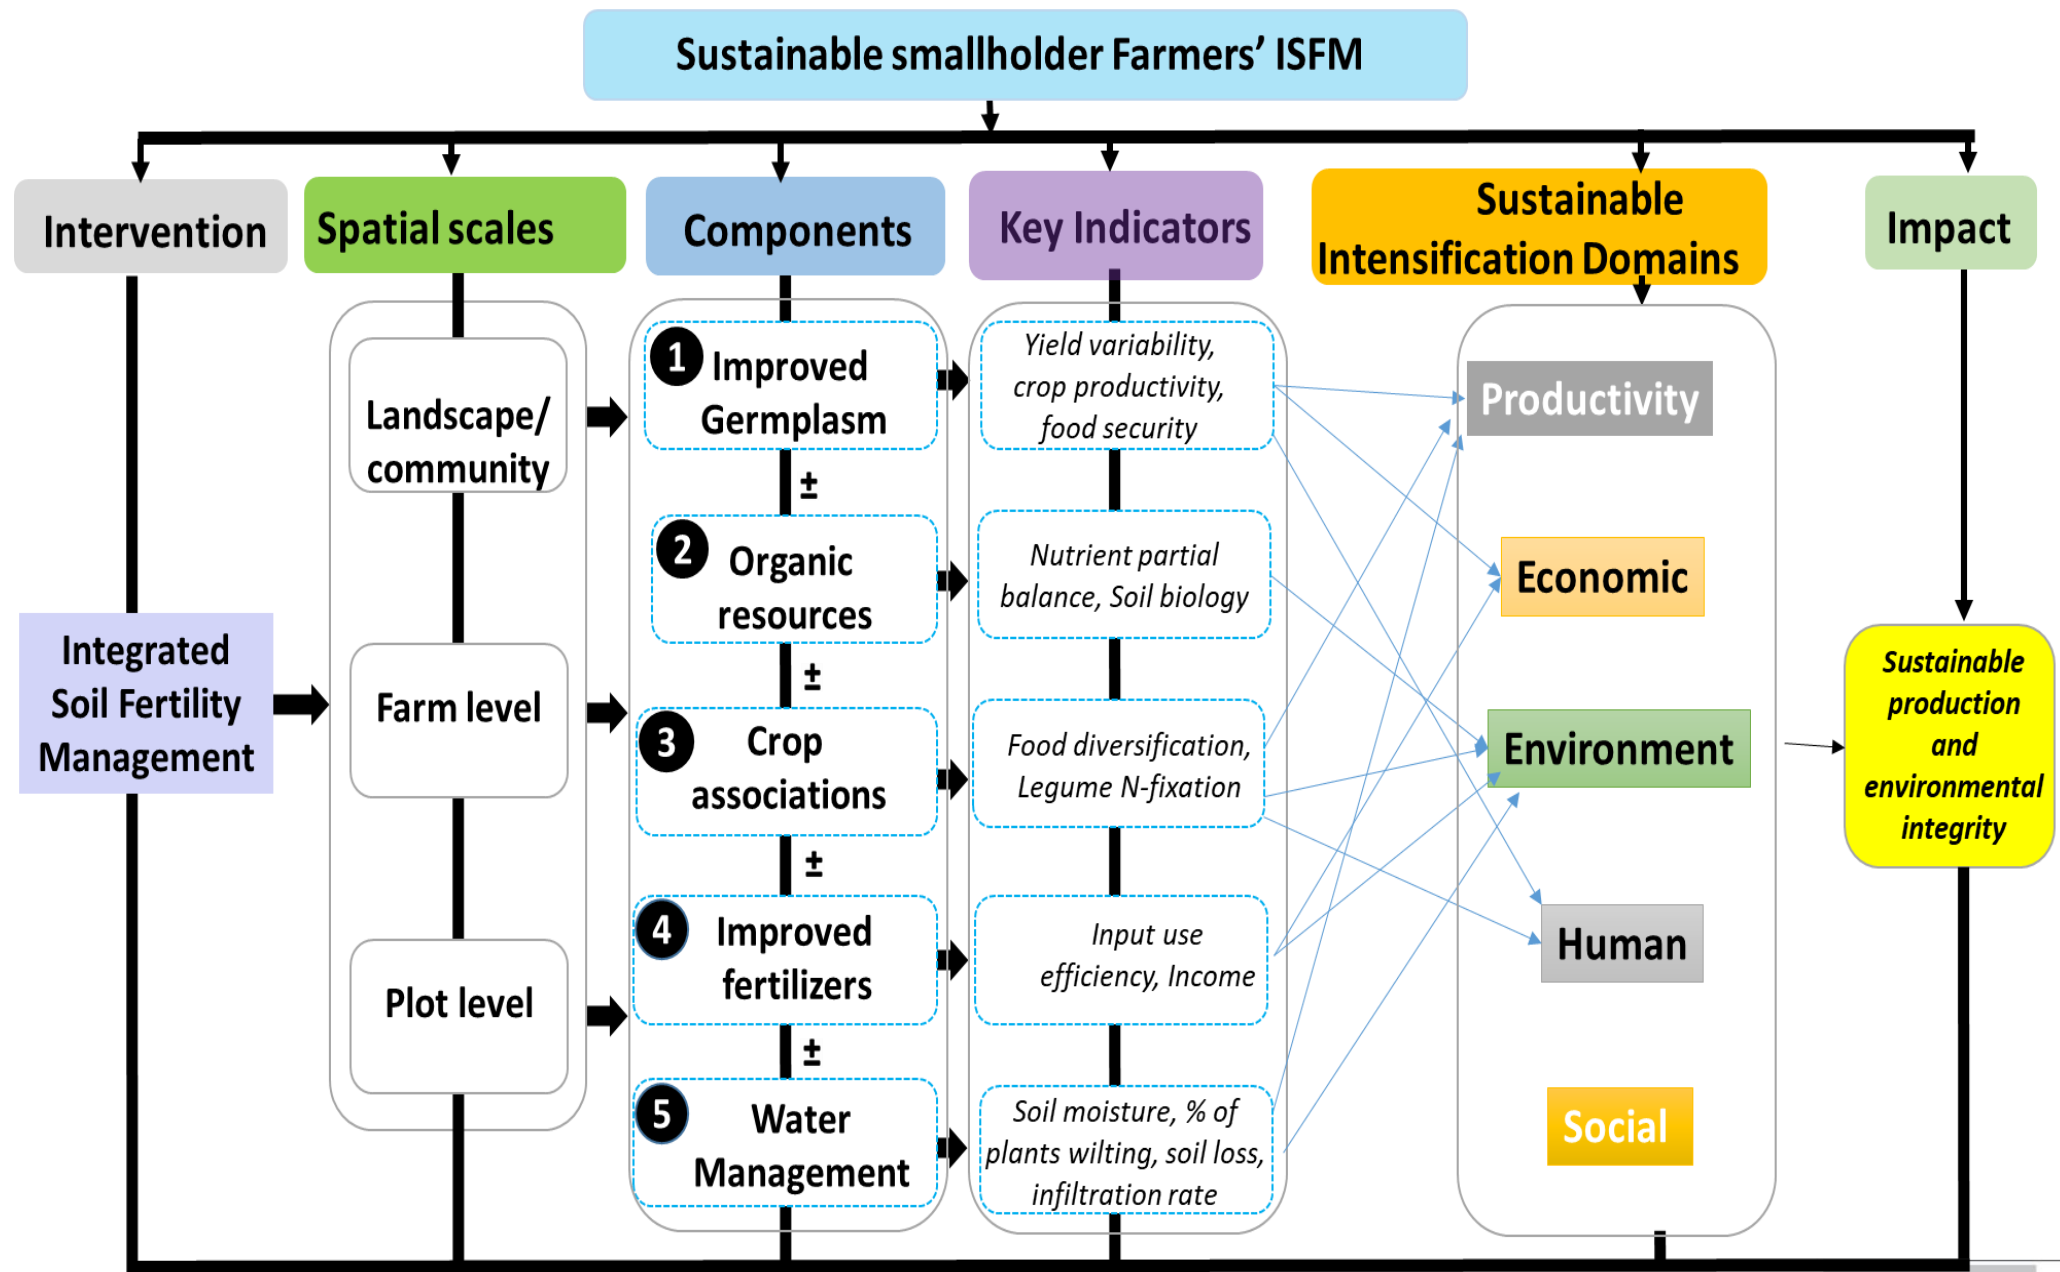 Sustainable smallholder Farmers’ ISFM
Intervention
Spatial scales
Components
Key Indicators
Sustainable
Intensification Domains
Impact
Integrated
Soil Fertility
Management
Landscape/
community
Farm level
Plot level
1
Improved
Germplasm
±
2
Organic
resources
±
3
Crop
associations
±
4
Improved
fertilizers
±
5
Water
Management
Yield variability,
crop productivity,
food security
Nutrient partial
balance, Soil biology
Food diversification,
Legume N-fixation
Input use
efficiency, Income
Soil moisture, % of
plants wilting, soil loss,
infiltration rate
Productivity
Economic
Environment
Human
Social
Sustainable
production
and
environmental
integrity